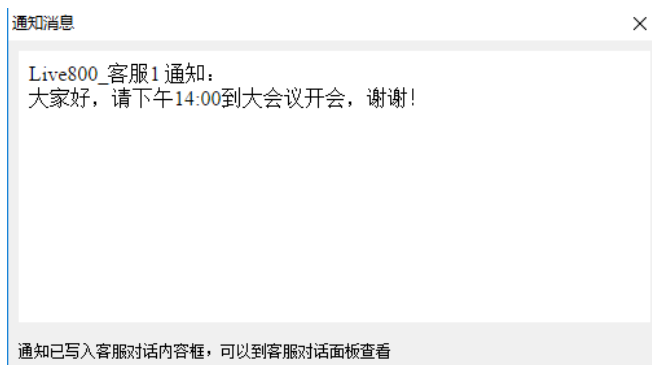 通知消息
Live800_客服1 通知：
大家好，请下午14:00到大会议开会，谢谢！
通知已写入客服对话内容框，可以到客服对话面板查看